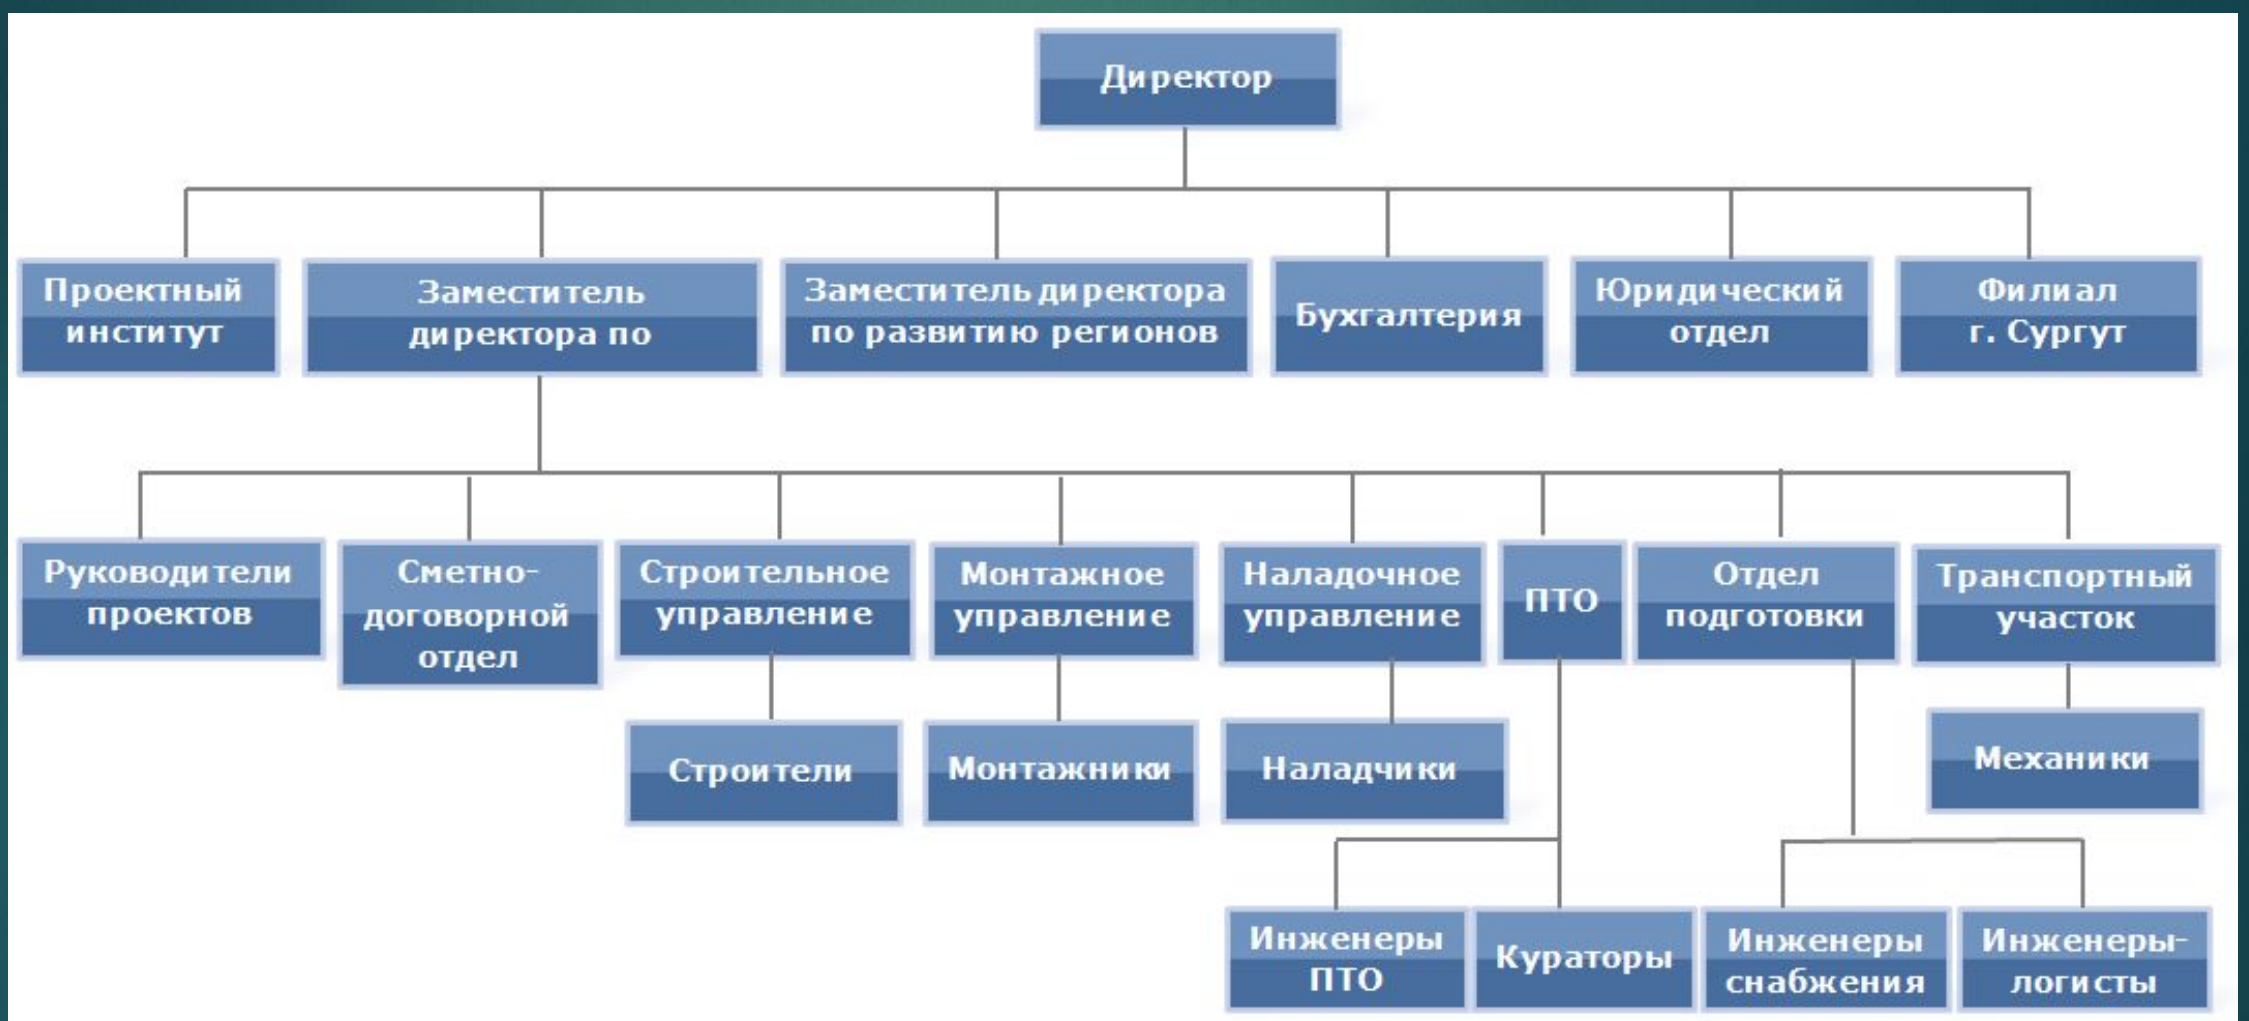 Директор
Проектный
институт
Заместитель
директора по
Заместитель директора
по развитию регионов
Бухгалтерия
Юридический
отдел
Филиал
г. Сургут
Руководители
проектов
Сметно-
договорной
отдел
Строительное
управление
Монтажное
управление
Наладочное
управление
ПТО
Отдел
подготовки
Транспортный
участок
Строители
Монтажники
Наладчики
Механики
Инженеры
ПТО
Кураторы
Инженеры
снабжения
Инженеры-
логисты